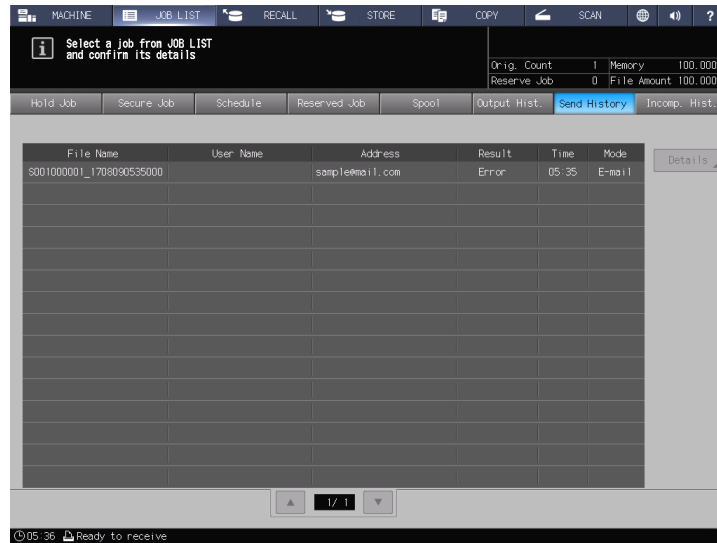 MACHINE JOB LIST RECALL STORE COPY SCAN ?
Select a job from JOB LIST
and confirm its details
Orig. Count 1 Memory 100.000
Reserve Job 0 File Amount 100.000
Hold Job Secure Job Schedule Reserved Job Spool Output Hist. Send History Incomp. Hist.
File Name User Name Address Result Time Mode
Details
S001000001_1708090535000 sample@mail.com Error 05:35 E-mail
1/ 1
05:36 Ready to receive